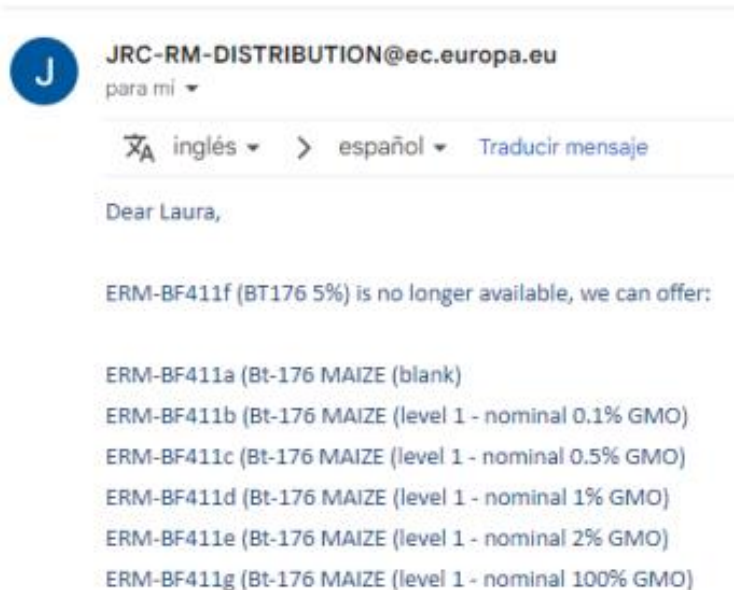 J
JRC-RM-DISTRIBUTION@ec.europa.eu
para mí
inglés > español Traducir mensaje
Dear Laura,
ERM-BF411f (BT176 5%) is no longer available, we can offer:
ERM-BF411a (Bt-176 MAIZE (blank)
ERM-BF411b (Bt-176 MAIZE (level 1 - nominal 0.1% GMO)
ERM-BF411c (Bt-176 MAIZE (level 1 - nominal 0.5% GMO)
ERM-BF411d (Bt-176 MAIZE (level 1 - nominal 1% GMO)
ERM-BF411e (Bt-176 MAIZE (level 1 - nominal 2% GMO)
ERM-BF411g (Bt-176 MAIZE (level 1 - nominal 100% GMO)